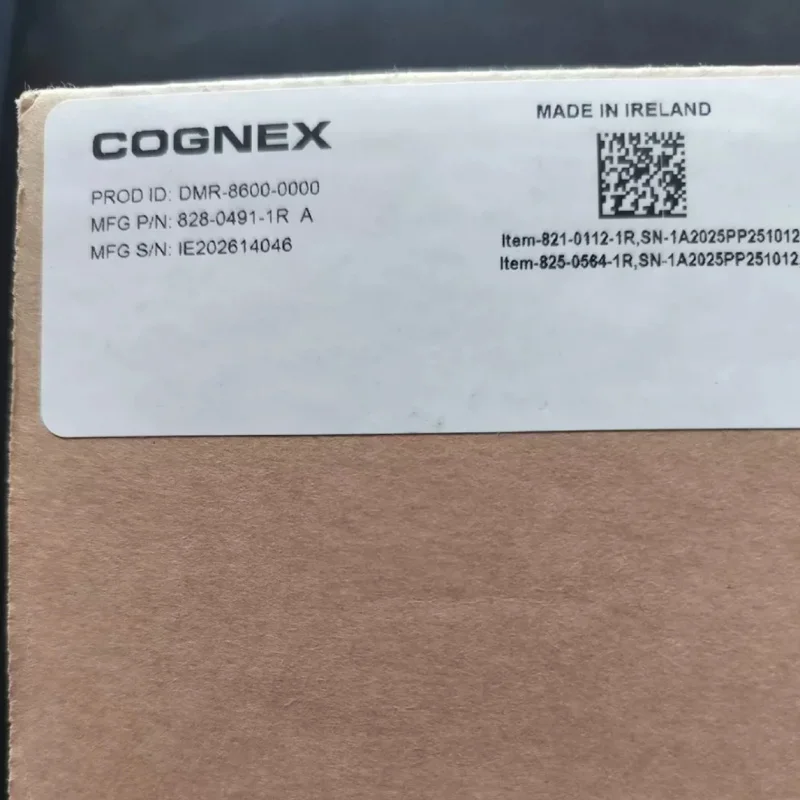 COGNEX
PROD ID: DMR-8600-0000
MFG P/N: 828-0491-1R A
MFG S/N: IE202614046
MADE IN IRELAND
Item-821-0112-1R,SN-1A2025PP251012
Item-825-0564-1R,SN-1A2025PP251012